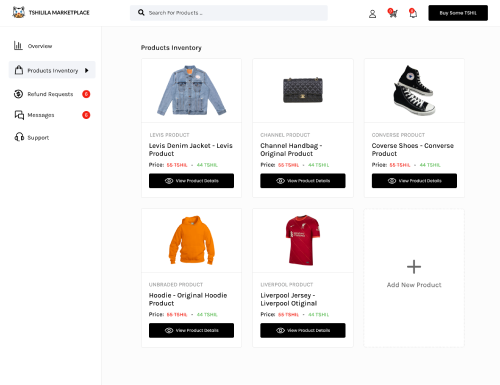 TSHILILA MARKETPLACE
Search For Products ...
Buy Some TSHIL
Overview
Products Inventory
Refund Requests
Messages
Support
Products Inventory
LEVIS PRODUCT
Levis Denim Jacket - Levis
Product
Price: 55 TSHIL - 44 TSHIL
View Product Details
CHANNEL PRODUCT
Channel Handbag -
Original Product
Price: 55 TSHIL - 44 TSHIL
View Product Details
CONVERSE PRODUCT
Coverse Shoes - Converse
Product
Price: 55 TSHIL - 44 TSHIL
View Product Details
UNBRADED PRODUCT
Hoodie - Original Hoodie
Product
Price: 55 TSHIL - 44 TSHIL
View Product Details
LIVERPOOL PRODUCT
Liverpool Jersey -
Liverpool Otiginal
Price: 55 TSHIL - 44 TSHIL
View Product Details
Add New Product